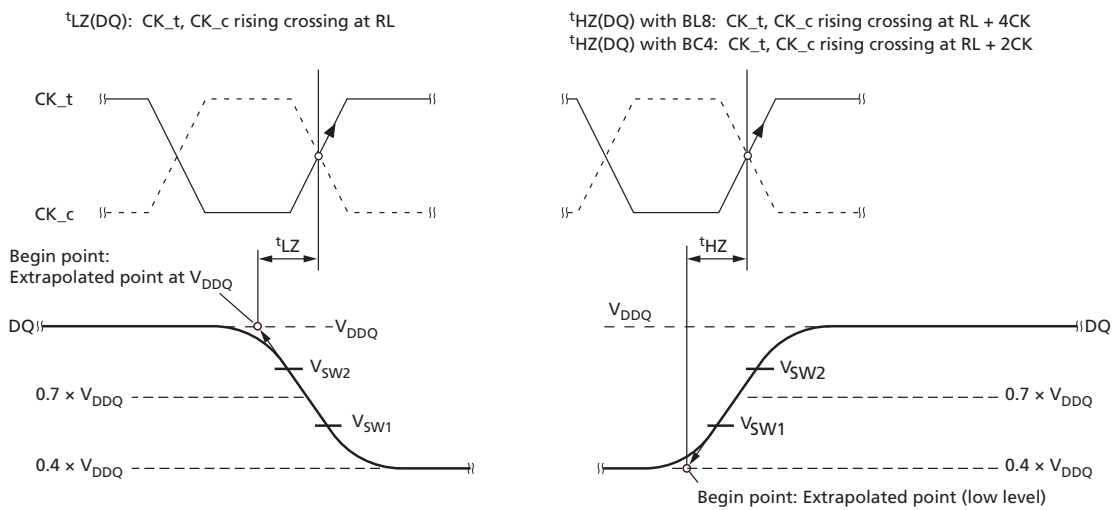 tLZ(DQ): CK_t, CK_c rising crossing at RL
tHZ(DQ) with BL8: CK_t, CK_c rising crossing at RL + 4CK
tHZ(DQ) with BC4: CK_t, CK_c rising crossing at RL + 2CK
CK_t
CK_c
tLZ
Begin point:
Extrapolated point at VDDQ
DQ
VDDQ
VSW2
0.7 × VDDQ
VSW1
0.4 × VDDQ
tHZ
VDDQ
DQ
VSW2
0.7 × VDDQ
VSW1
0.4 × VDDQ
Begin point: Extrapolated point (low level)